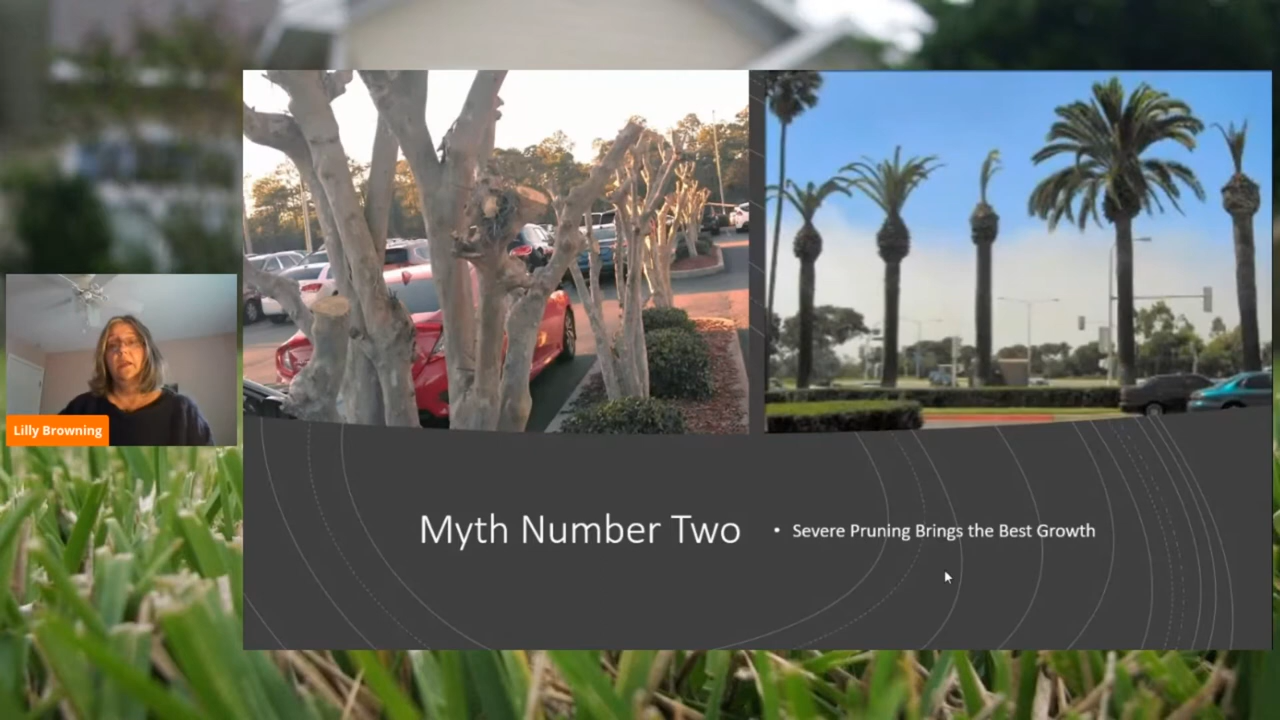 Lilly Browning
Myth Number Two
• Severe Pruning Brings the Best Growth